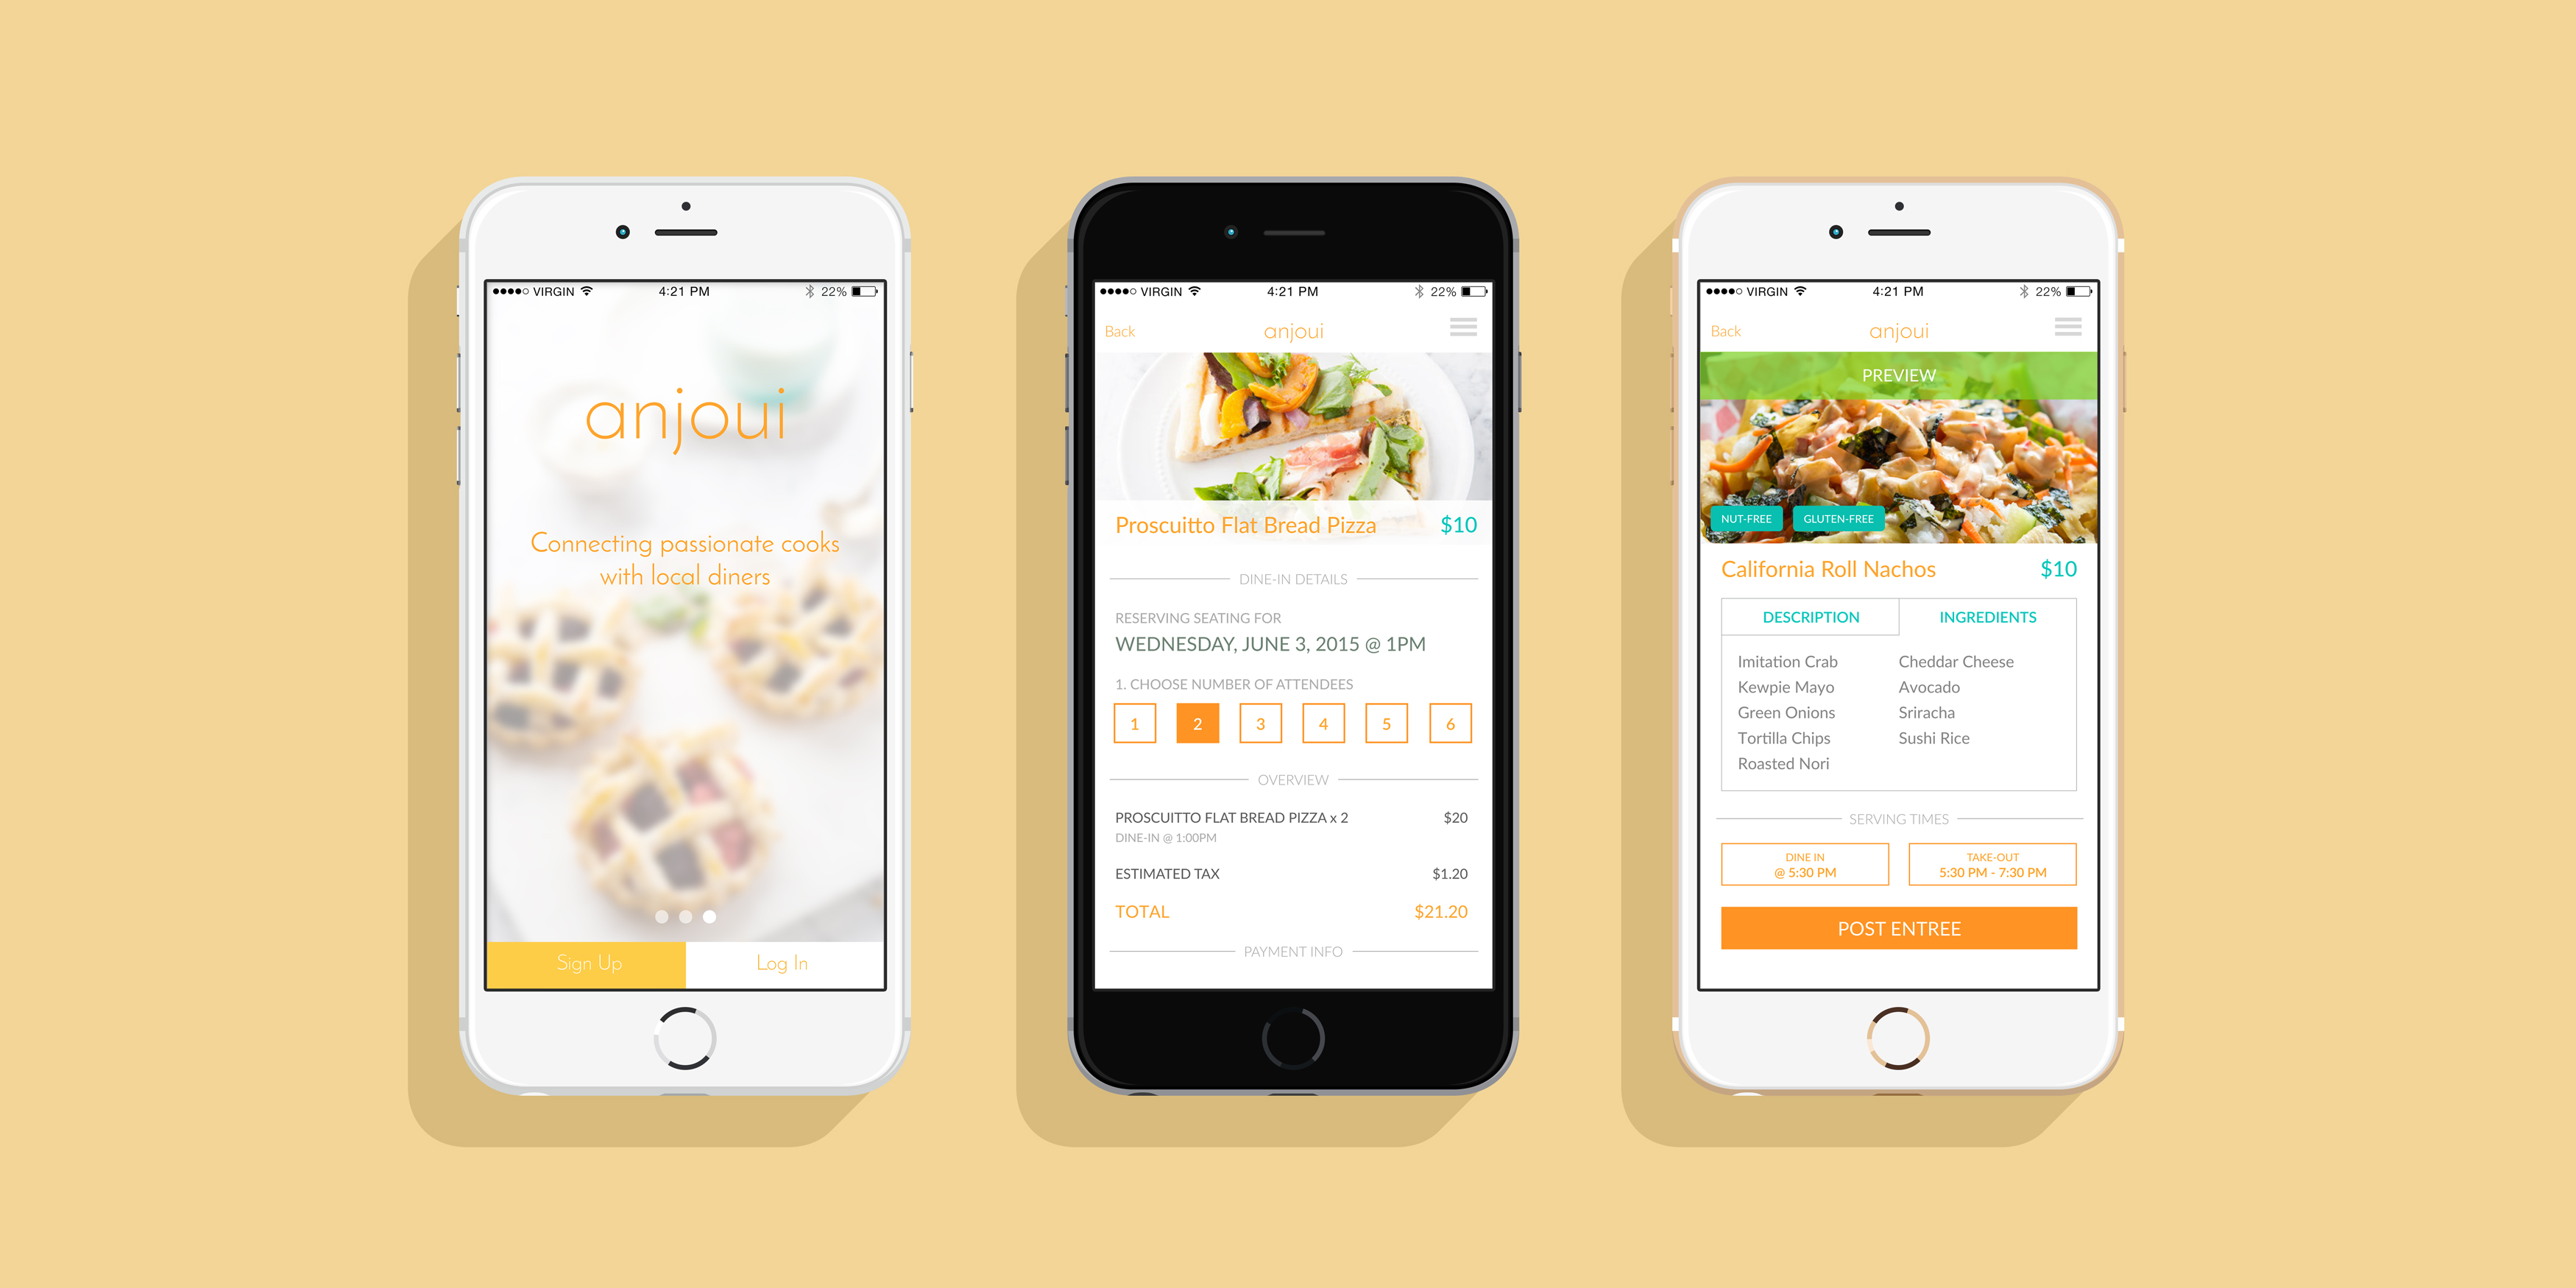 VIRGIN 4:21 PM 22%
anjoui
Connecting passionate cooks
with local diners
Sign Up Log In
VIRGIN 4:21 PM 22%
Back anjoui
Proscuitto Flat Bread Pizza $10
DINE-IN DETAILS
RESERVING SEATING FOR
WEDNESDAY, JUNE 3, 2015 @ 1PM
1. CHOOSE NUMBER OF ATTENDEES
1 2 3 4 5 6
OVERVIEW
PROSCUITTO FLAT BREAD PIZZA x 2 $20
DINE-IN @ 1:00PM
ESTIMATED TAX $1.20
TOTAL $21.20
PAYMENT INFO
VIRGIN 4:21 PM 22%
Back anjoui
PREVIEW
NUT-FREE GLUTEN-FREE
California Roll Nachos $10
DESCRIPTION INGREDIENTS
Imitation Crab Cheddar Cheese
Kewpie Mayo Avocado
Green Onions Sriracha
Tortilla Chips Sushi Rice
Roasted Nori
SERVING TIMES
DINE IN TAKE-OUT
@ 5:30 PM 5:30 PM - 7:30 PM
POST ENTREE